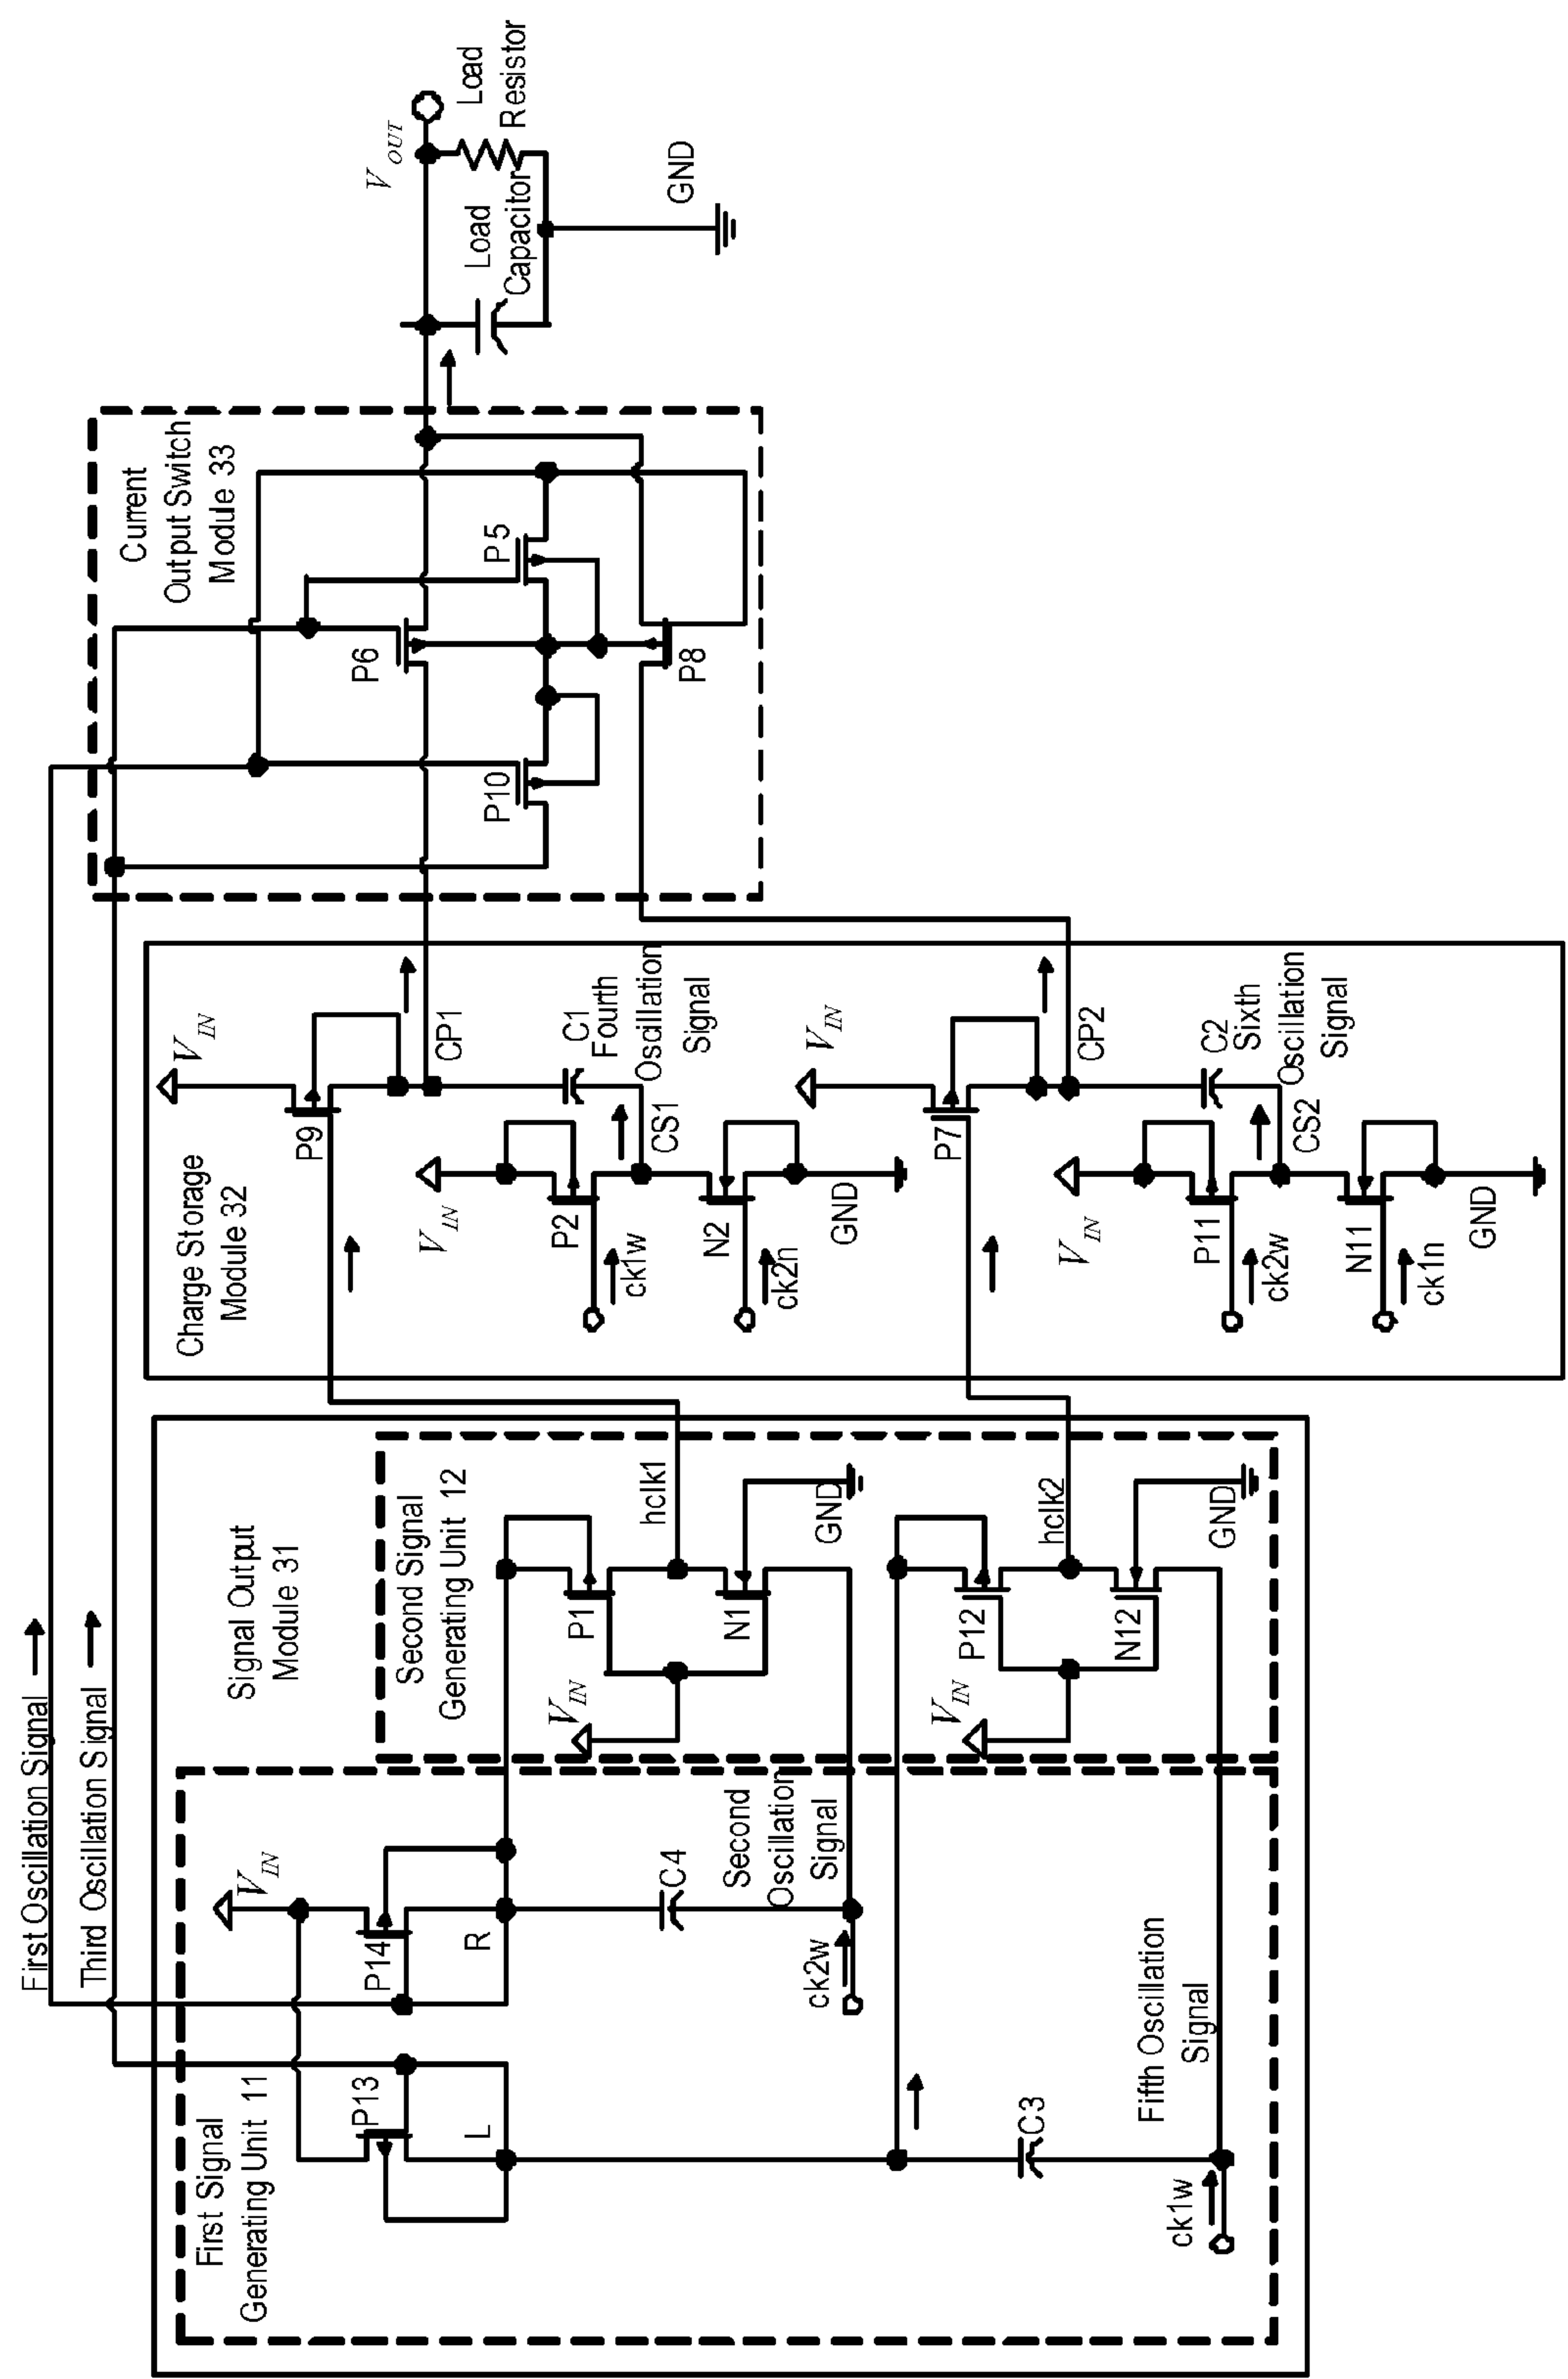 First Oscillation Signal
Third Oscillation Signal
Signal Output
Module 31
First Signal
Generating Unit 11
P13
L
V_IN
P14
R
C4
ck2w
Second
Oscillation
Signal
C3
ck1w
Fifth Oscillation
Signal
Second Signal
Generating Unit 12
V_IN
P1
N1
hclk1
GND
V_IN
P12
N12
hclk2
GND
Charge Storage
Module 32
V_IN
P9
CP1
C1
Fourth
Oscillation
Signal
V_IN
P2
ck1w
CS1
N2
ck2n
GND
V_IN
P7
CP2
C2
Sixth
Oscillation
Signal
V_IN
P11
ck2w
CS2
N11
ck1n
GND
Current
Output Switch
Module 33
P6
P5
P10
P8
V_OUT
Load
Capacitor
Load
Resistor
GND